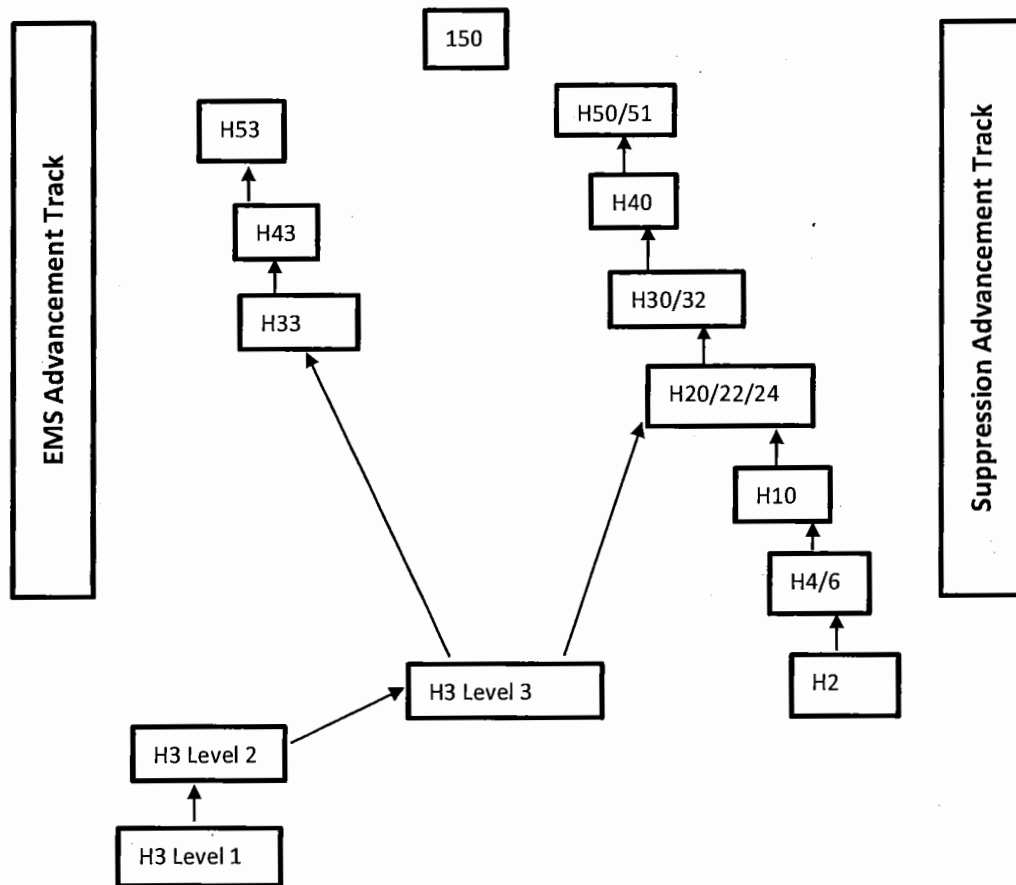 150
H53
H50/51
H43
H40
H33
H30/32
H20/22/24
H10
H4/6
H3 Level 3
H2
H3 Level 2
H3 Level 1
EMS Advancement Track
Suppression Advancement Track